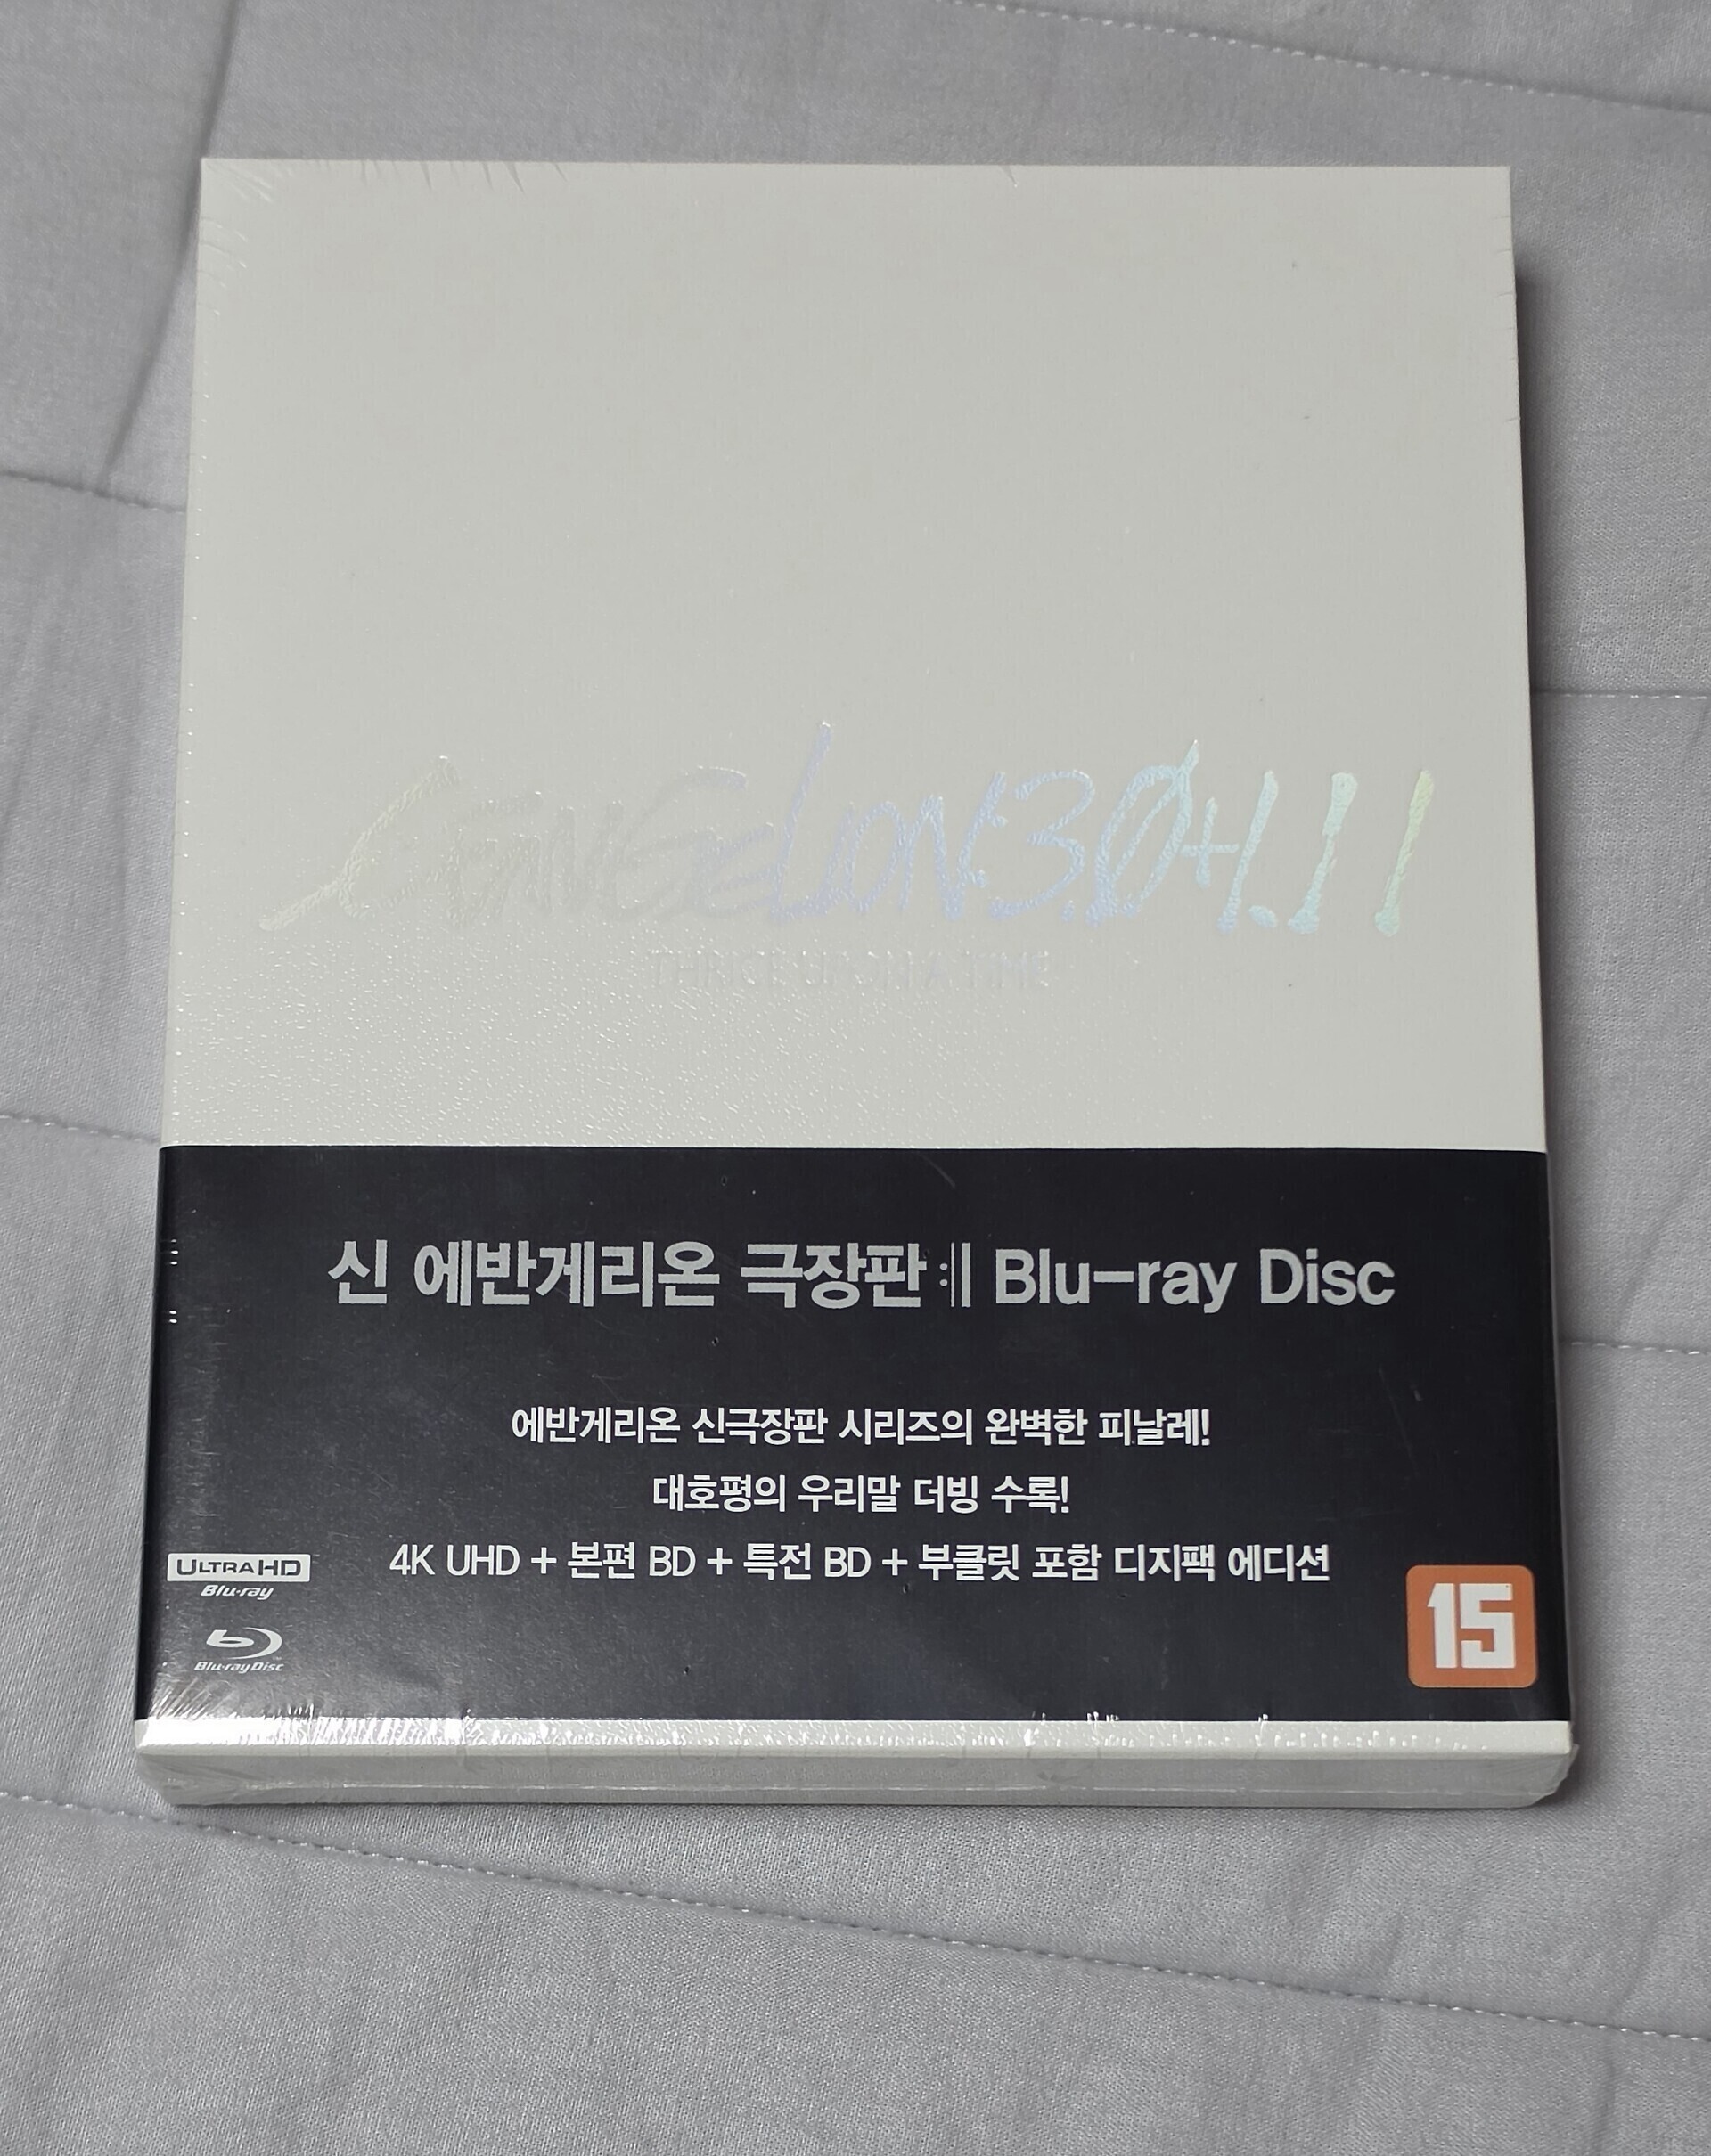 EVANGELION:3.0+1.11
THRICE UPON A TIME
신 에반게리온 극장판:|| Blu-ray Disc
에반게리온 신극장판 시리즈의 완벽한 피날레!
대호평의 우리말 더빙 수록!
4K UHD + 본편 BD + 특전 BD + 부클릿 포함 디지팩 에디션
ULTRA HD
Blu-ray
Blu-ray Disc
15